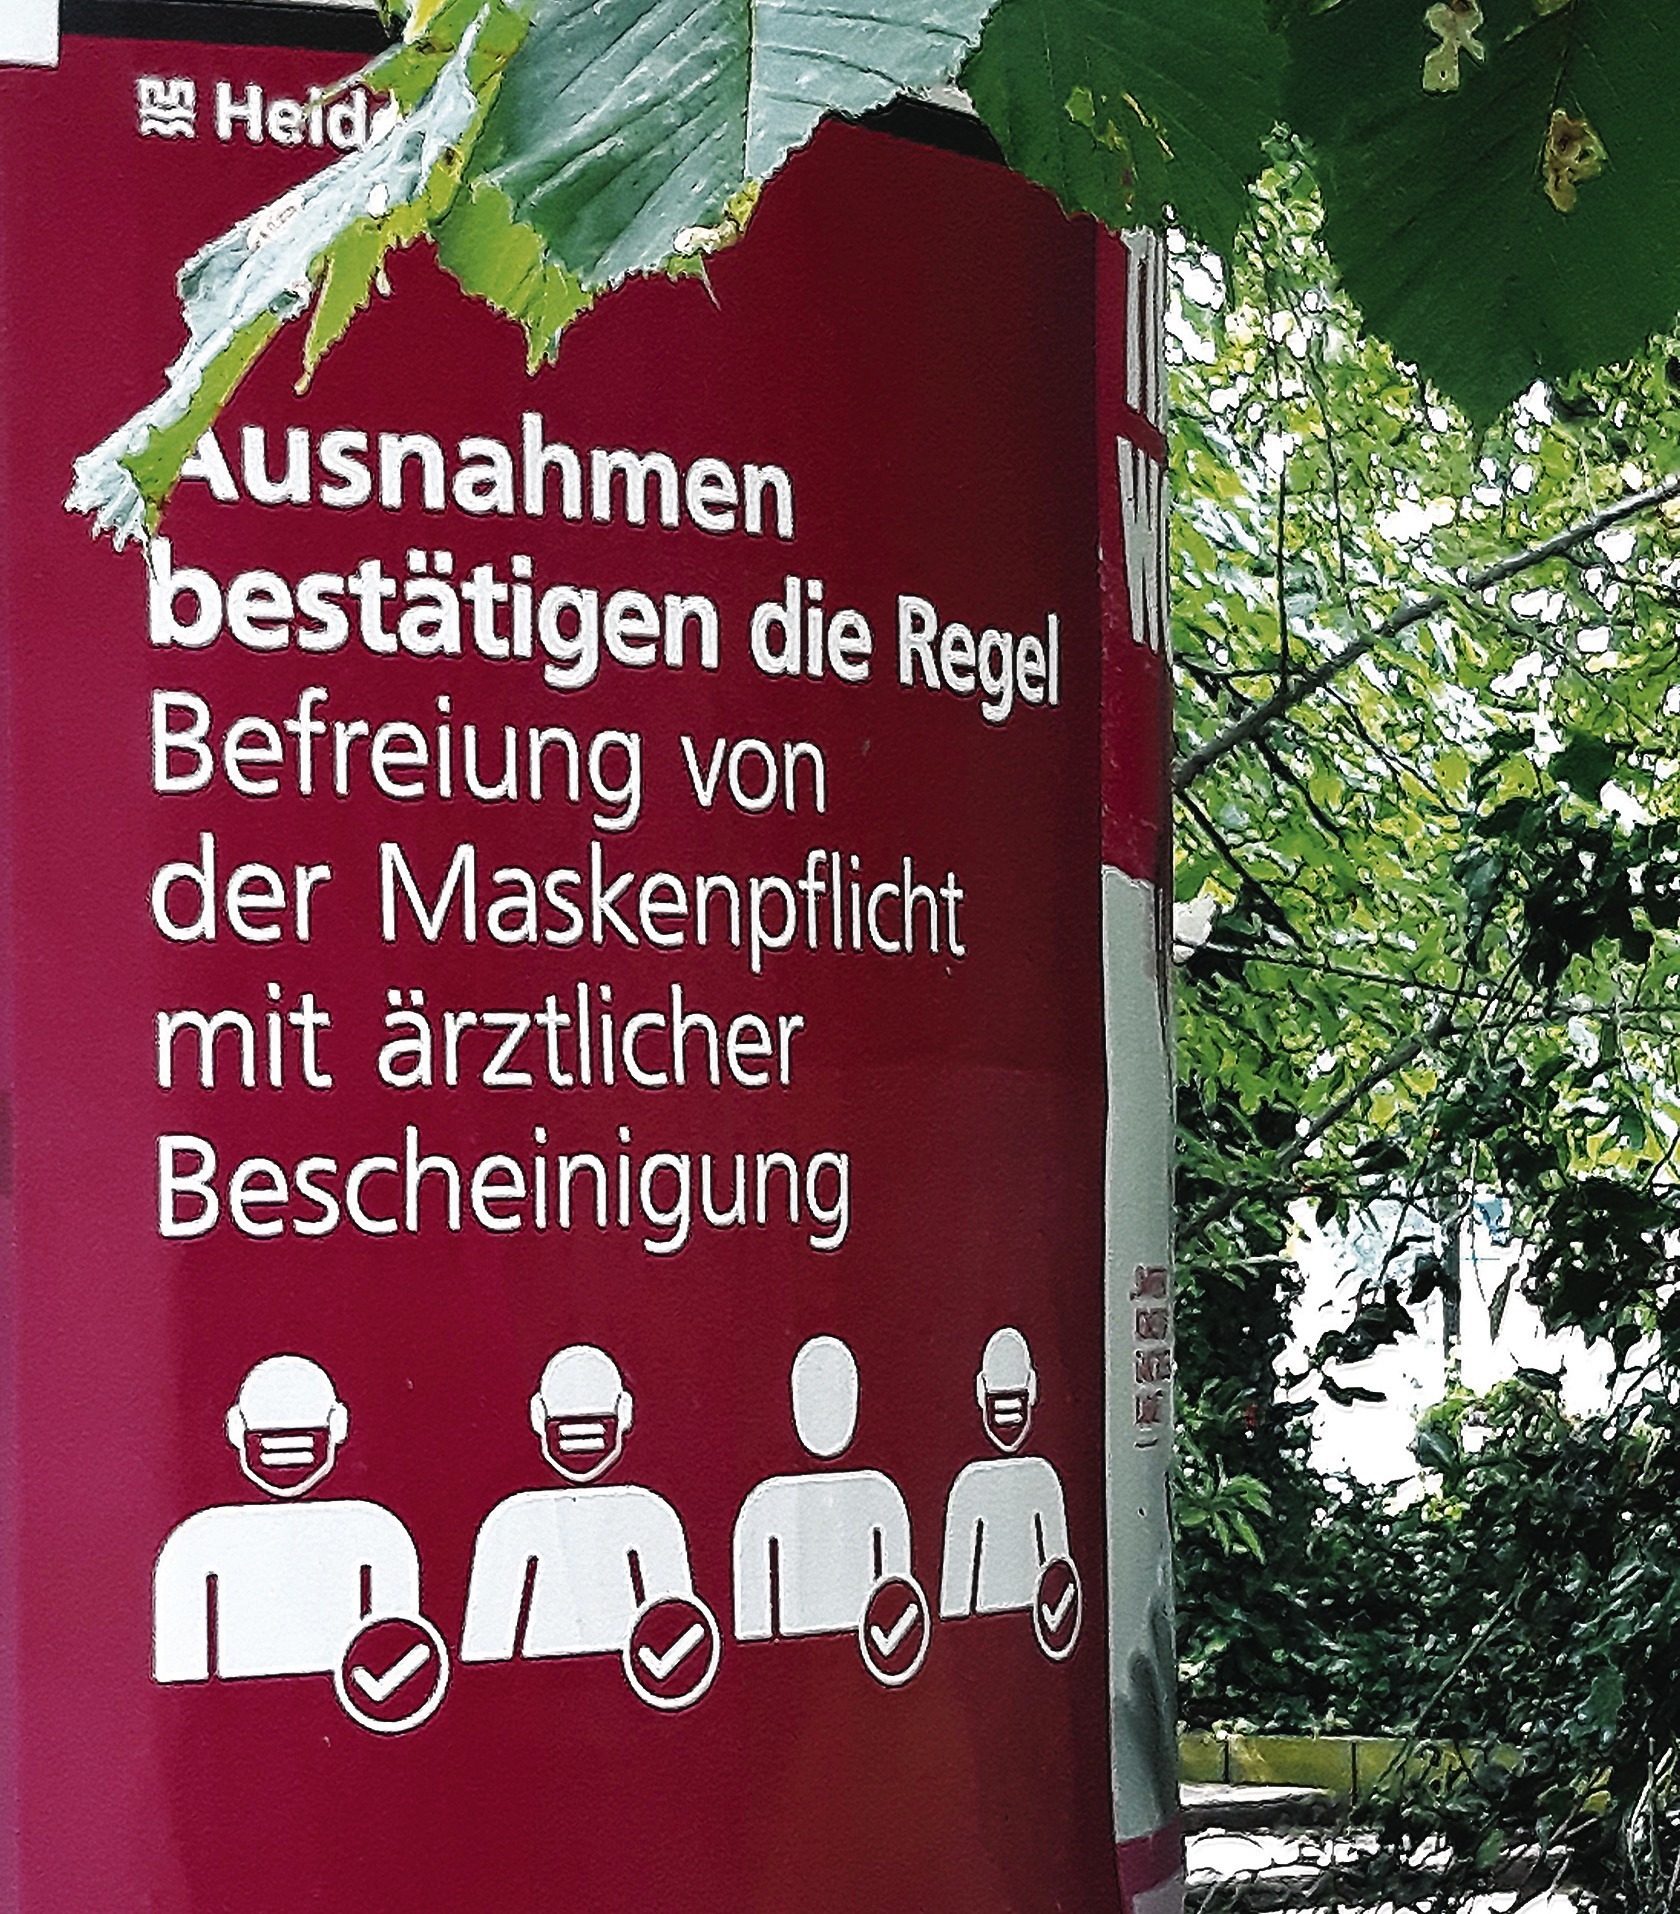 Heid
Ausnahmen
bestätigen die Regel
Befreiung von
der Maskenpflicht
mit ärztlicher
Bescheinigung